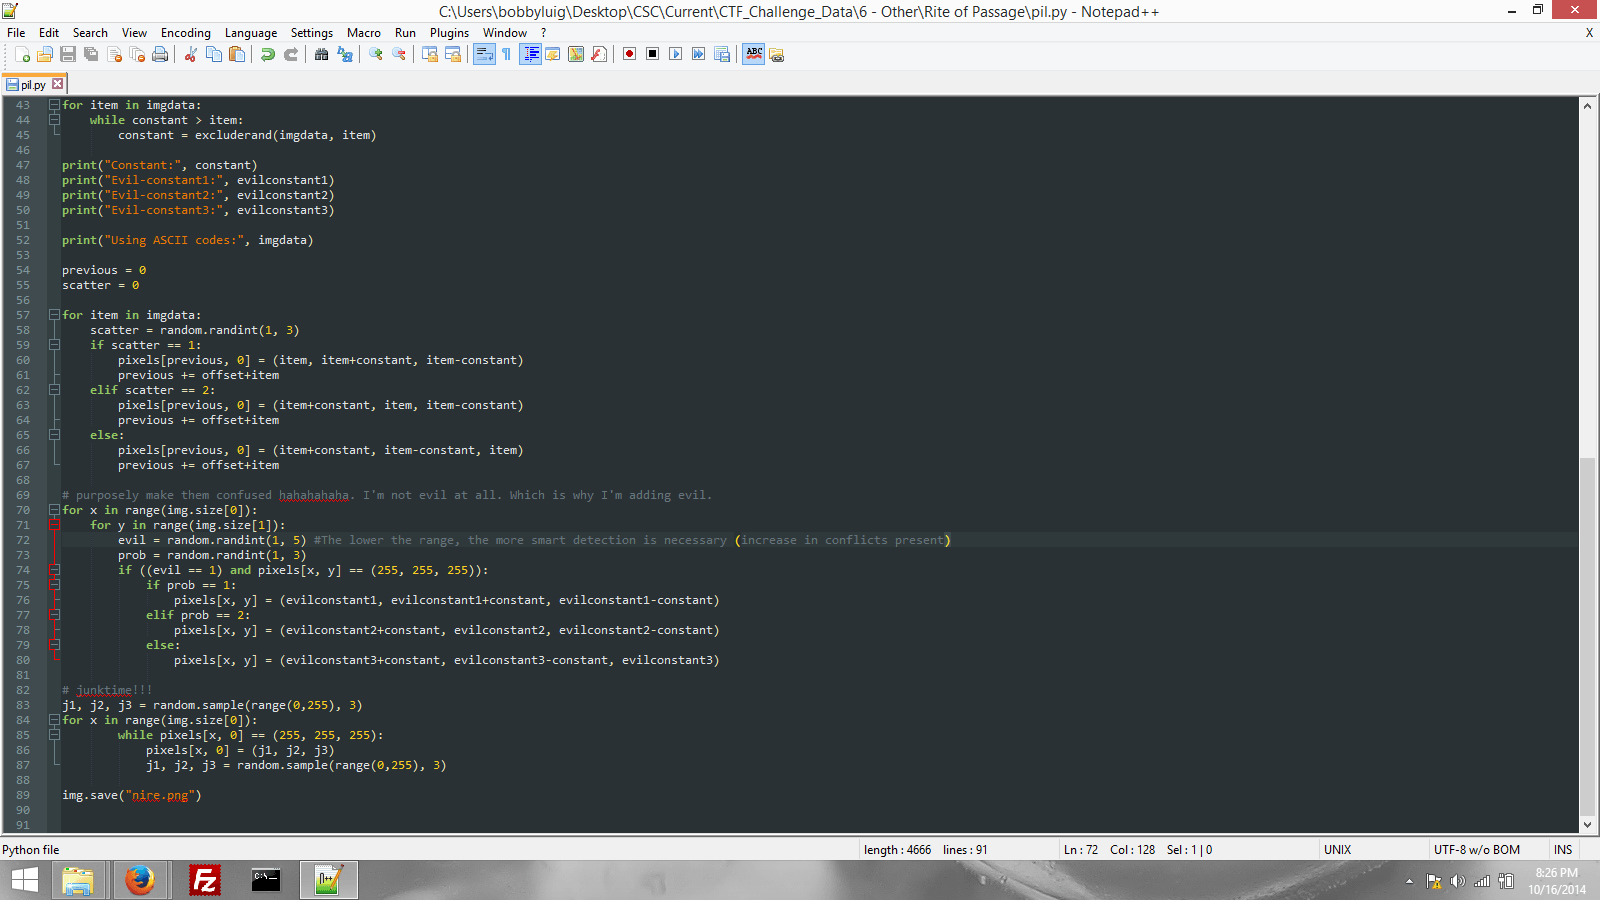 C:\Users\bobbyluig\Desktop\CSC\Current\CTF_Challenge_Data\6 - Other\Rite of Passage\pil.py - Notepad++
File Edit Search View Encoding Language Settings Macro Run Plugins Window ? X
pil.py
43 for item in imgdata:
44     while constant > item:
45         constant = excluderand(imgdata, item)
46
47 print("Constant:", constant)
48 print("Evil-constant1:", evilconstant1)
49 print("Evil-constant2:", evilconstant2)
50 print("Evil-constant3:", evilconstant3)
51
52 print("Using ASCII codes:", imgdata)
53
54 previous = 0
55 scatter = 0
56
57 for item in imgdata:
58     scatter = random.randint(1, 3)
59     if scatter == 1:
60         pixels[previous, 0] = (item, item+constant, item-constant)
61         previous += offset+item
62     elif scatter == 2:
63         pixels[previous, 0] = (item+constant, item, item-constant)
64         previous += offset+item
65     else:
66         pixels[previous, 0] = (item+constant, item-constant, item)
67         previous += offset+item
68
69 # purposely make them confused hahahahaha. I'm not evil at all. Which is why I'm adding evil.
70 for x in range(img.size[0]):
71     for y in range(img.size[1]):
72         evil = random.randint(1, 5) #The lower the range, the more smart detection is necessary (increase in conflicts present)
73         prob = random.randint(1, 3)
74         if ((evil == 1) and pixels[x, y] == (255, 255, 255)):
75             if prob == 1:
76                 pixels[x, y] = (evilconstant1, evilconstant1+constant, evilconstant1-constant)
77             elif prob == 2:
78                 pixels[x, y] = (evilconstant2+constant, evilconstant2, evilconstant2-constant)
79             else:
80                 pixels[x, y] = (evilconstant3+constant, evilconstant3-constant, evilconstant3)
81
82 # junktime!!!
83 j1, j2, j3 = random.sample(range(0,255), 3)
84 for x in range(img.size[0]):
85         while pixels[x, 0] == (255, 255, 255):
86             pixels[x, 0] = (j1, j2, j3)
87             j1, j2, j3 = random.sample(range(0,255), 3)
88
89 img.save("nire.png")
90
91
Python file length : 4666 lines : 91 Ln : 72 Col : 128 Sel : 1 | 0 UNIX UTF-8 w/o BOM INS
8:26 PM
10/16/2014